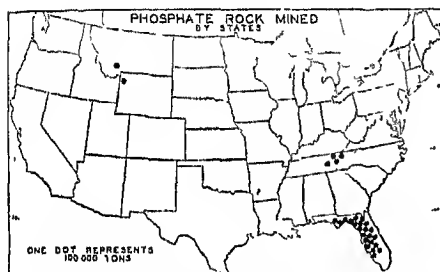 PHOSPHATE ROCK MINED
BY STATES
ONE DOT REPRESENTS
100 000 TONS